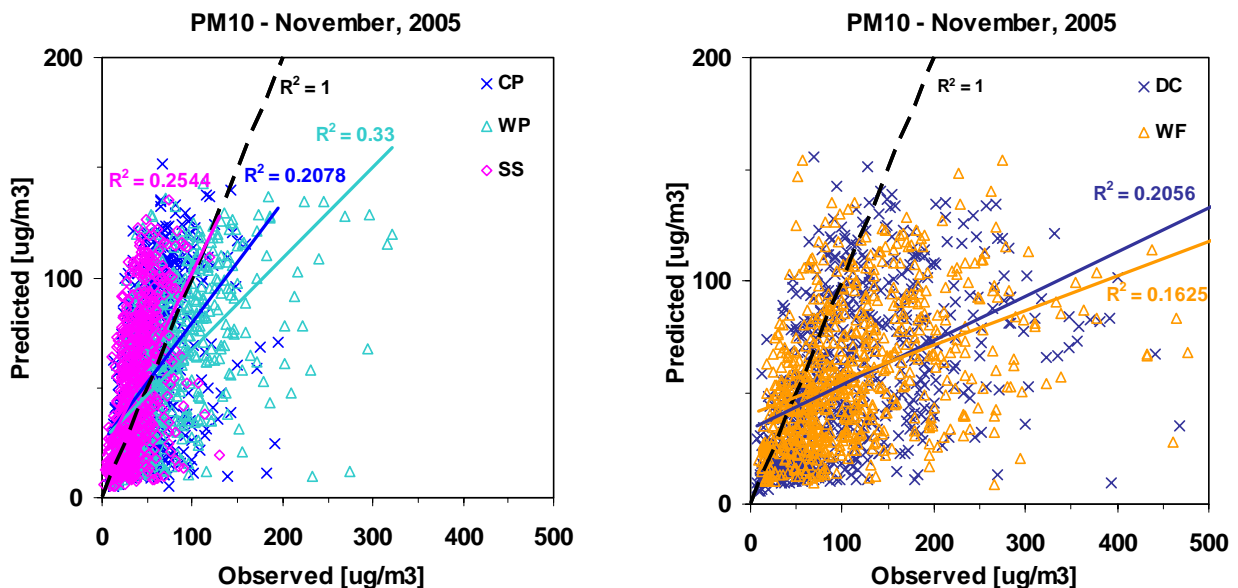 PM10 - November, 2005
200
R² = 1
CP
WP
SS
R² = 0.33
R² = 0.2544
R² = 0.2078
100
0
Predicted [ug/m3]
0 100 200 300 400 500
Observed [ug/m3]
PM10 - November, 2005
200
R² = 1
DC
WF
R² = 0.2056
100
R² = 0.1625
0
Predicted [ug/m3]
0 100 200 300 400 500
Observed [ug/m3]